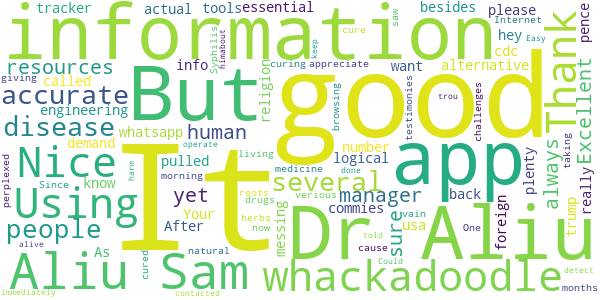 information
tracker actual tools essential besides please Internet saw
hey cdc pence
resources called info want alternative appreciate cure Syphilis himabout keep Easy
giving curing testimonies browsing religion
accurate But good Thank
engineering whatsapp
disease human app Excellent always
demand number trou challenges
Nice It pulled logical plenty really taking
perplexed Since know living medicine done verious
several manager back
people Using yet drugs morning operate
Your harm roots herbs now sure commies foreign trump
After usa vain One
Dr Aliu
As messing cause told Could months
Aliu Sam whackadoodle
cured natural detect
alive immediately contacted